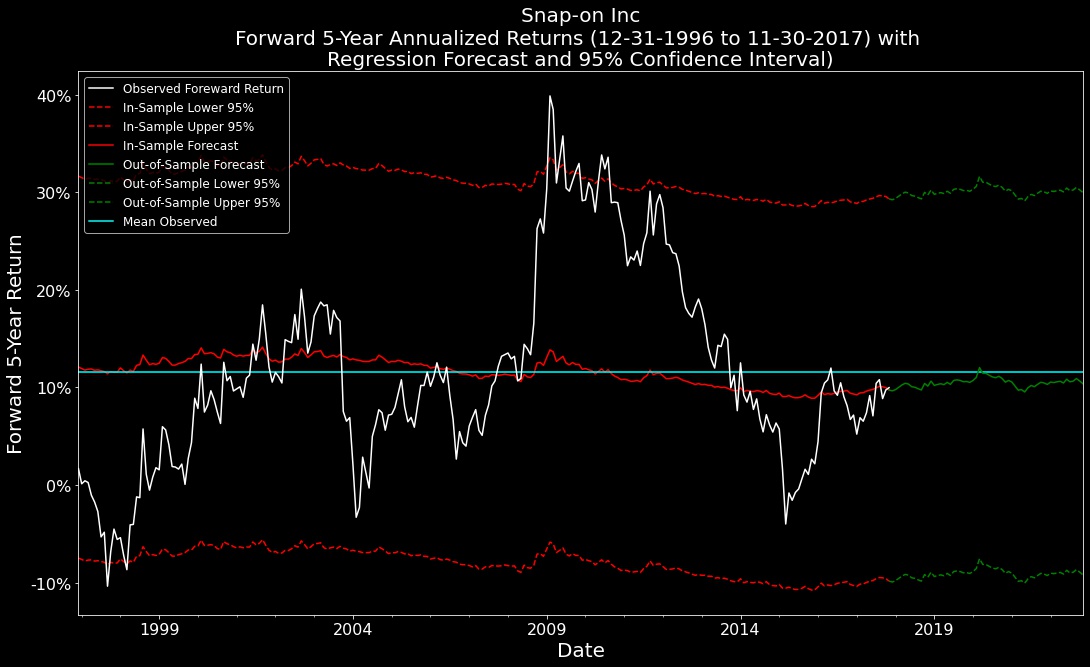 Snap-on Inc
Forward 5-Year Annualized Returns (12-31-1996 to 11-30-2017) with
Regression Forecast and 95% Confidence Interval)
Observed Foreward Return
In-Sample Lower 95%
In-Sample Upper 95%
In-Sample Forecast
Out-of-Sample Forecast
Out-of-Sample Lower 95%
Out-of-Sample Upper 95%
Mean Observed
Forward 5-Year Return
40%
30%
20%
10%
0%
-10%
1999 2004 2009 2014 2019
Date